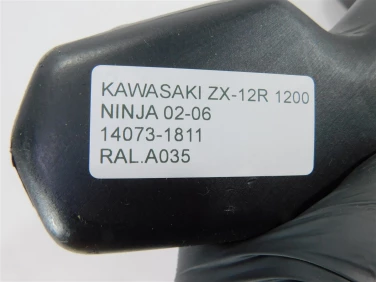 KAWASAKI ZX-12R 1200
NINJA 02-06
14073-1811
RAL.A035